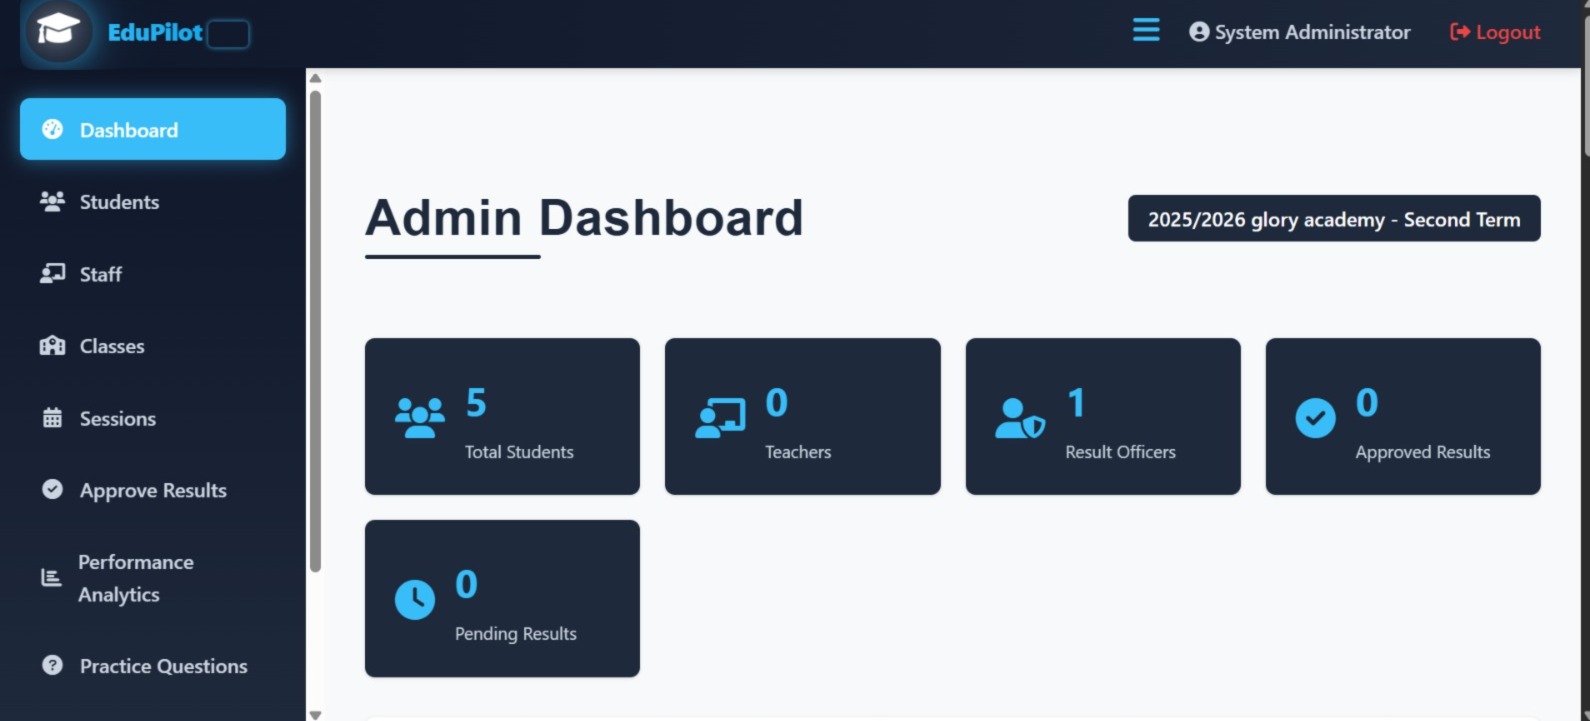 EduPilot
System Administrator
Logout
Dashboard
Students
Staff
Classes
Sessions
Approve Results
Performance
Analytics
Practice Questions
Admin Dashboard
2025/2026 glory academy - Second Term
5
Total Students
0
Teachers
1
Result Officers
0
Approved Results
0
Pending Results